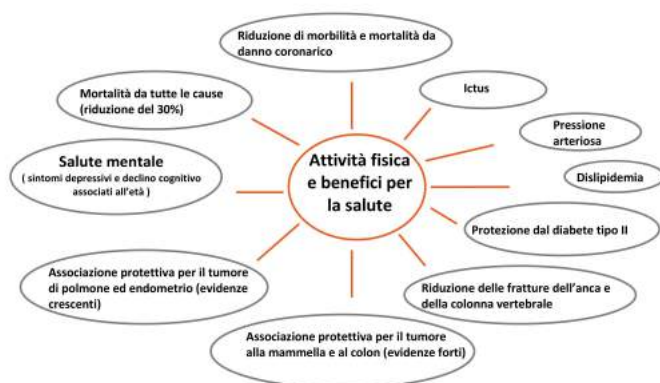 Riduzione di morbilità e mortalità da
danno coronarico
Mortalità da tutte le cause
(riduzione del 30%)
Ictus
Pressione
arteriosa
Salute mentale
( sintomi depressivi e declino cognitivo
associati all'età )
Attività fisica
e benefici per
la salute
Dislipidemia
Protezione dal diabete tipo II
Associazione protettiva per il tumore
di polmone ed endometrio (evidenze
crescenti)
Riduzione delle fratture dell'anca e
della colonna vertebrale
Associazione protettiva per il tumore
alla mammella e al colon (evidenze forti)